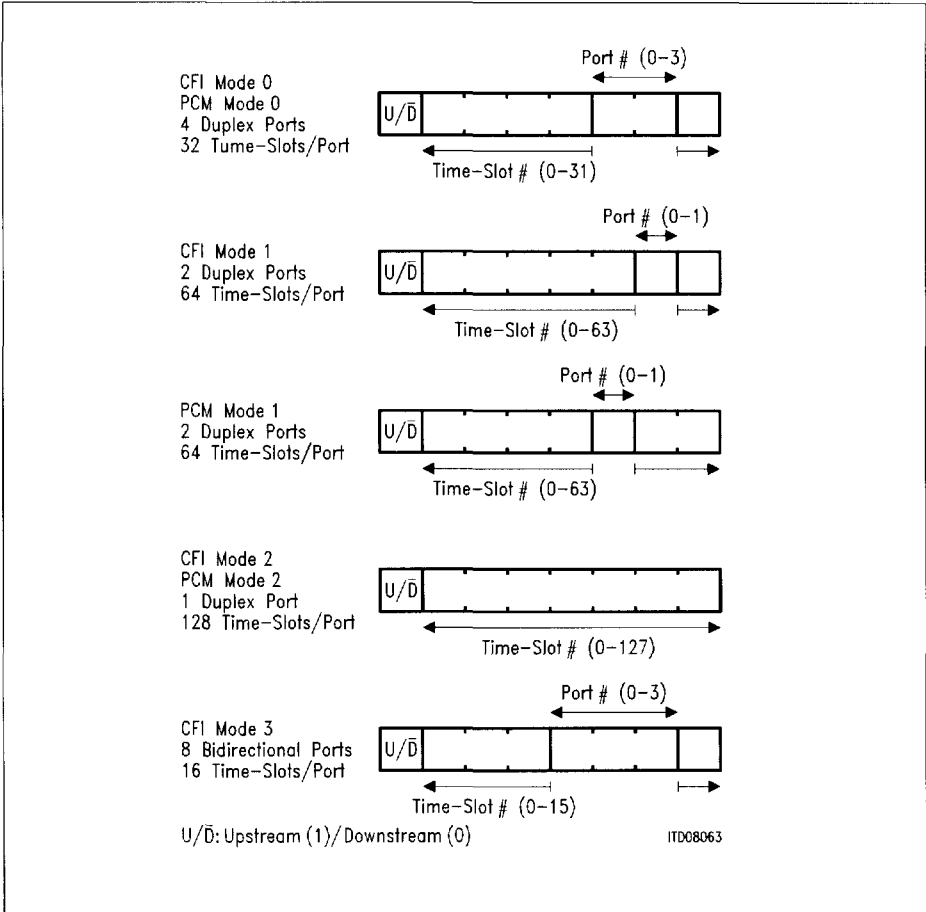 Port # (0-3)
CFI Mode 0
PCM Mode 0
4 Duplex Ports
32 Tume-Slots/Port
U/D̅
Time-Slot # (0-31)
Port # (0-1)
CFI Mode 1
2 Duplex Ports
64 Time-Slots/Port
U/D̅
Time-Slot # (0-63)
Port # (0-1)
PCM Mode 1
2 Duplex Ports
64 Time-Slots/Port
U/D̅
Time-Slot # (0-63)
CFI Mode 2
PCM Mode 2
1 Duplex Port
128 Time-Slots/Port
U/D̅
Time-Slot # (0-127)
Port # (0-3)
CFI Mode 3
8 Bidirectional Ports
16 Time-Slots/Port
U/D̅
Time-Slot # (0-15)
U/D̅: Upstream (1)/Downstream (0)
ITD08063